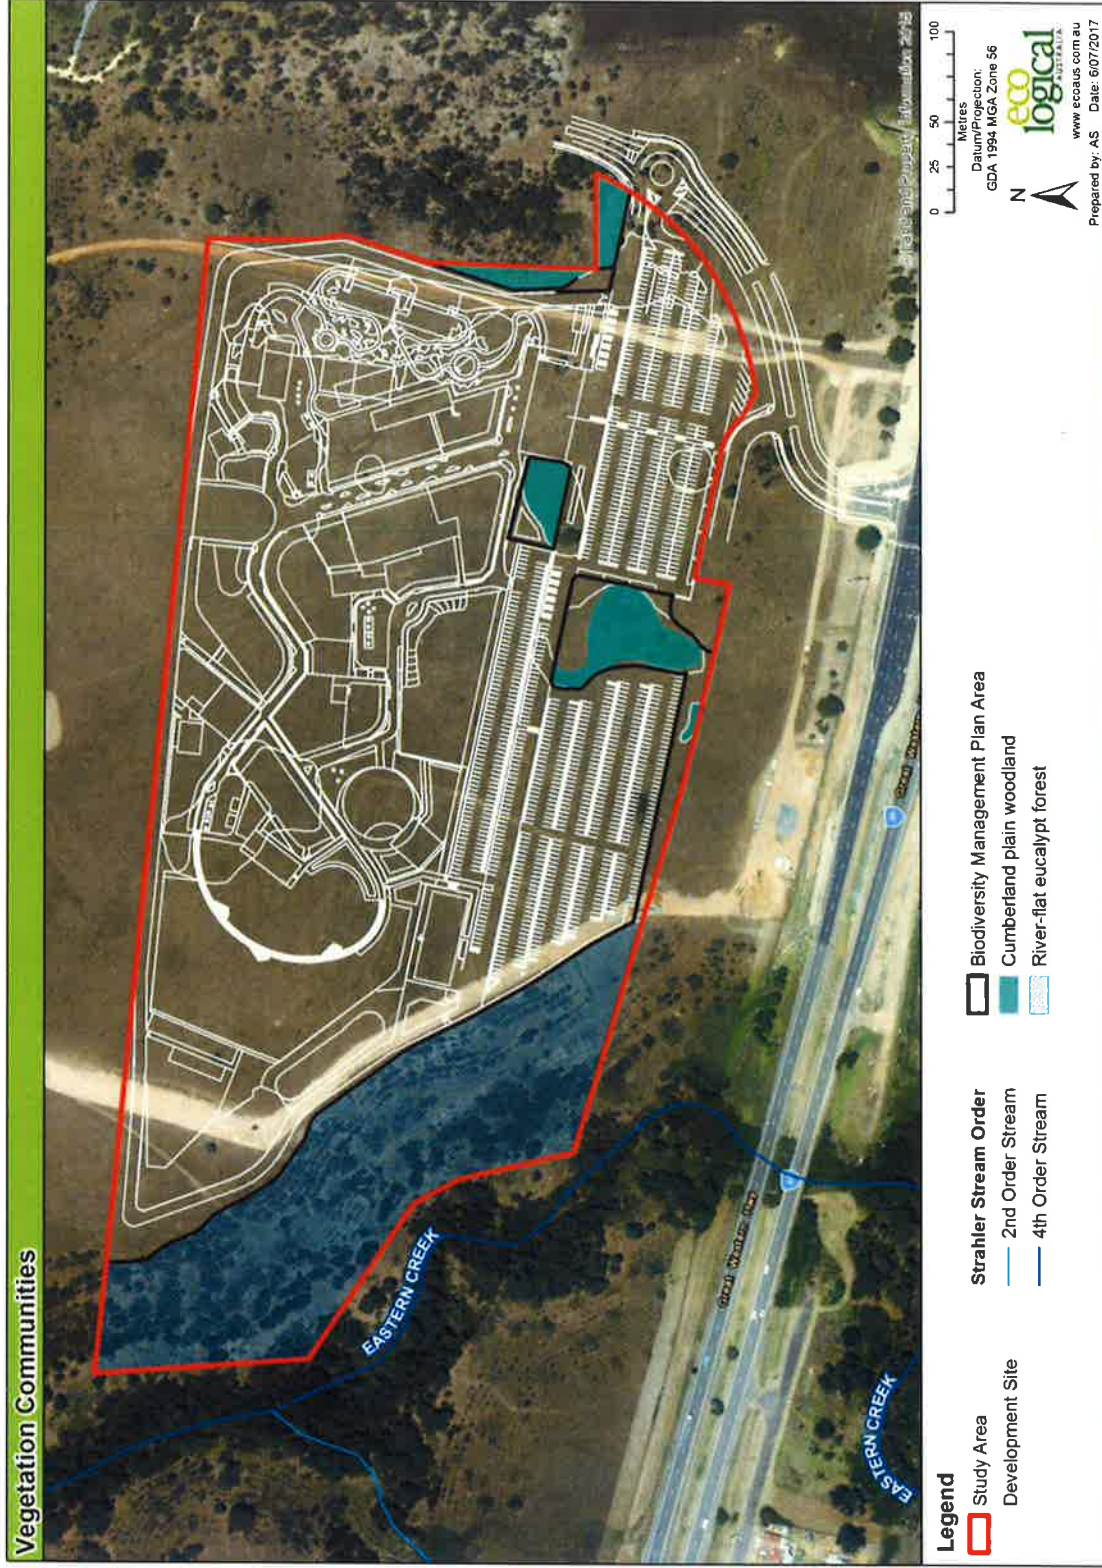 Vegetation Communities
EASTERN CREEK
EASTERN CREEK
Great Western Hwy
Legend
Study Area
Development Site
Strahler Stream Order
2nd Order Stream
4th Order Stream
Biodiversity Management Plan Area
Cumberland plain woodland
River-flat eucalypt forest
0 25 50 100
Metres
Datum/Projection:
GDA 1994 MGA Zone 56
N
eco
logical
AUSTRALIA
www.ecoaus.com.au
Prepared by: AS Date: 6/07/2017